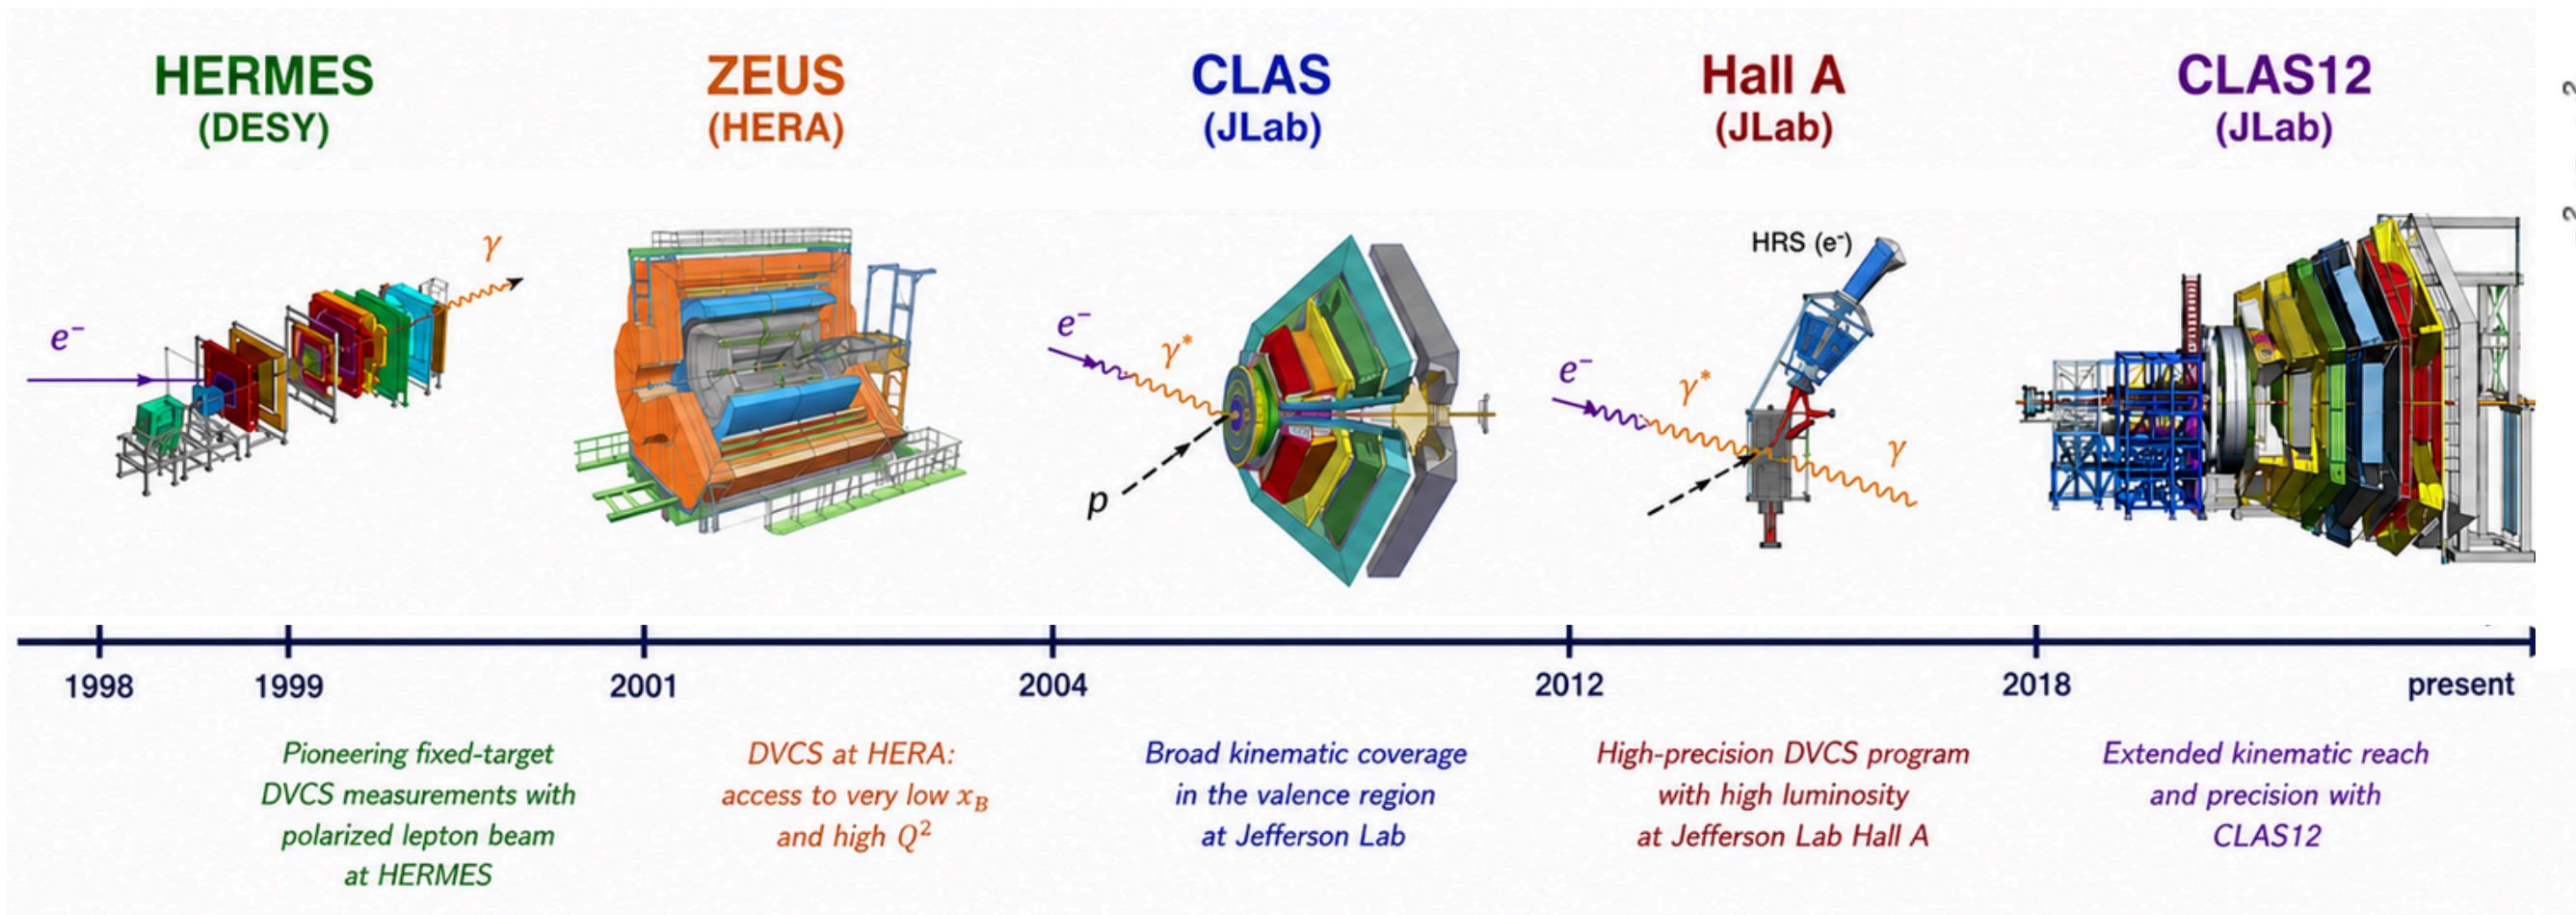 HERMES
(DESY)
ZEUS
(HERA)
CLAS
(JLab)
Hall A
(JLab)
CLAS12
(JLab)
e⁻
γ
e⁻
γ*
p
HRS (e⁻)
e⁻
γ*
γ
1998
1999
2001
2004
2012
2018
present
Pioneering fixed-target
DVCS measurements with
polarized lepton beam
at HERMES
DVCS at HERA:
access to very low x_B
and high Q²
Broad kinematic coverage
in the valence region
at Jefferson Lab
High-precision DVCS program
with high luminosity
at Jefferson Lab Hall A
Extended kinematic reach
and precision with
CLAS12